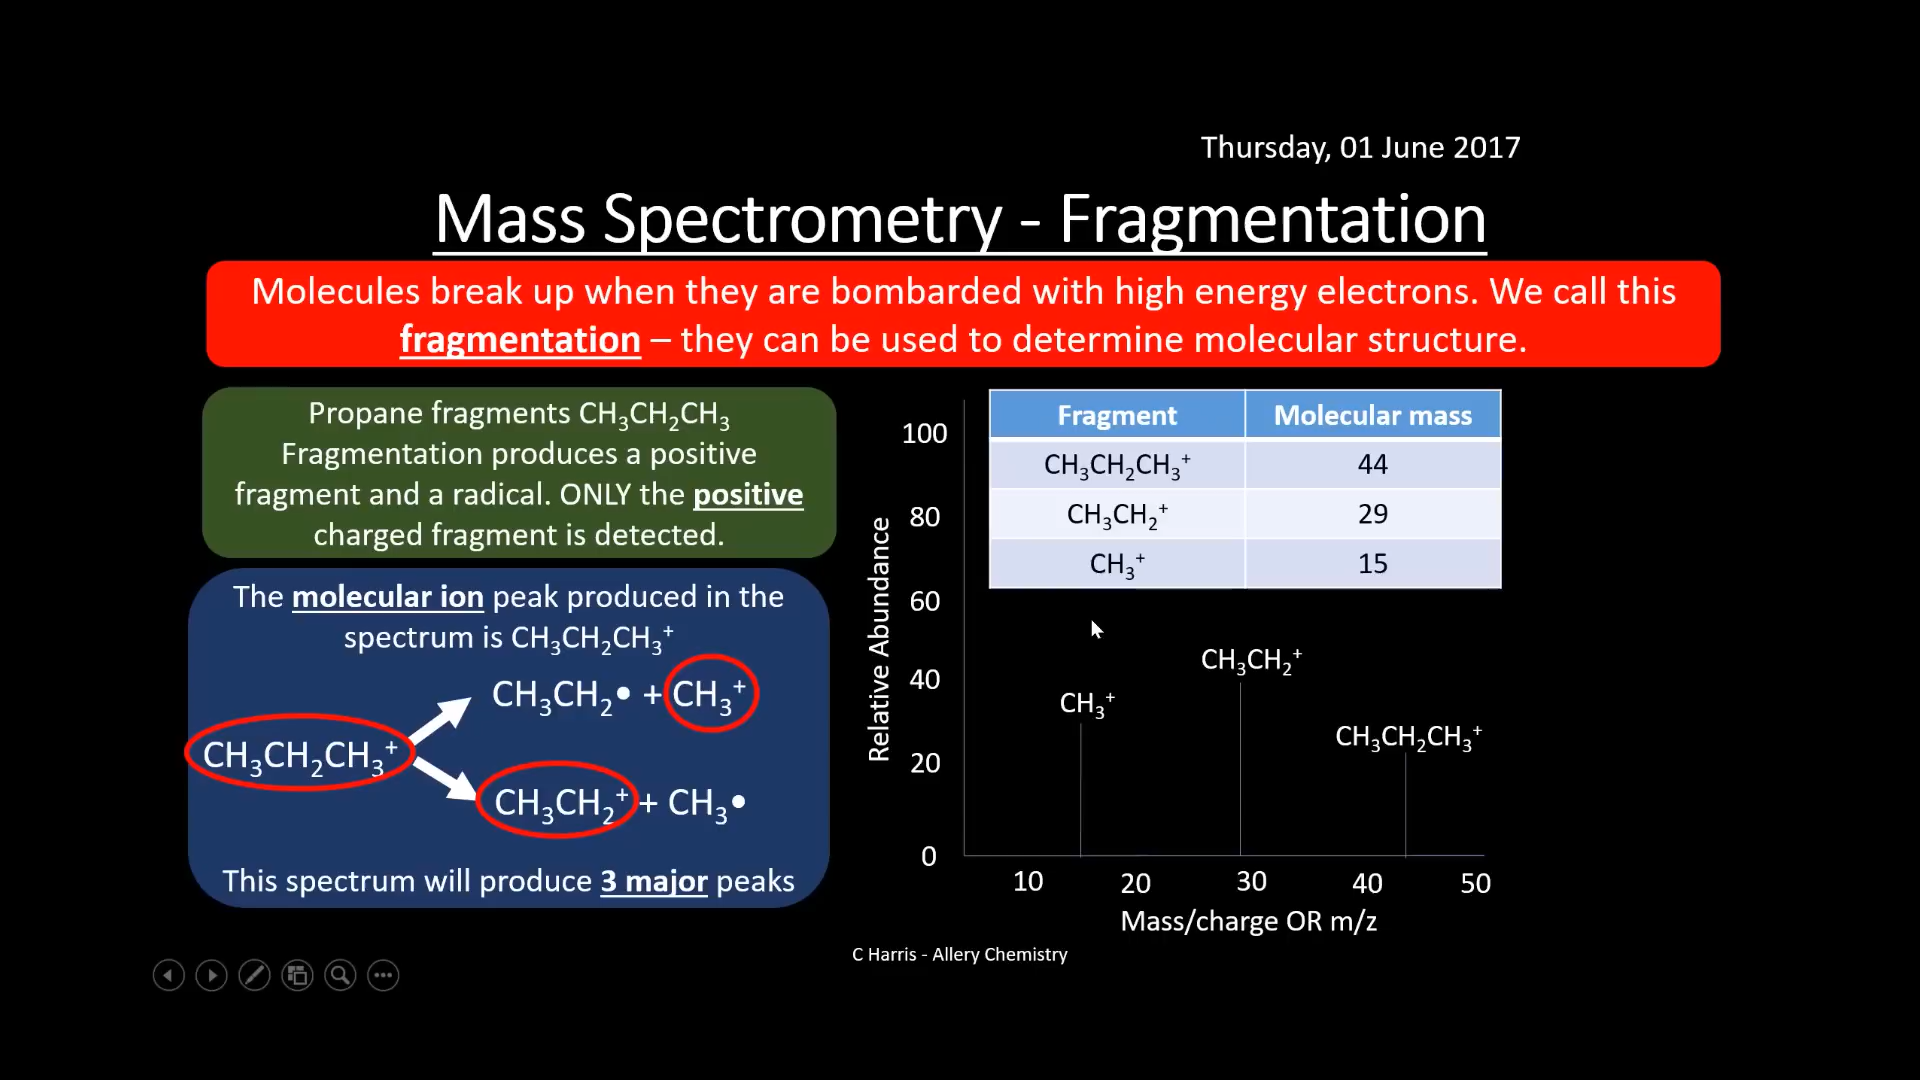 Thursday, 01 June 2017
Mass Spectrometry - Fragmentation
Molecules break up when they are bombarded with high energy electrons. We call this
fragmentation – they can be used to determine molecular structure.
Propane fragments CH₃CH₂CH₃
Fragmentation produces a positive
fragment and a radical. ONLY the positive
charged fragment is detected.
The molecular ion peak produced in the
spectrum is CH₃CH₂CH₃⁺
CH₃CH₂• + CH₃⁺
CH₃CH₂CH₃⁺
CH₃CH₂⁺ + CH₃•
This spectrum will produce 3 major peaks
Fragment Molecular mass
CH₃CH₂CH₃⁺ 44
CH₃CH₂⁺ 29
CH₃⁺ 15
Relative Abundance
100
80
60
40
20
0
CH₃⁺
CH₃CH₂⁺
CH₃CH₂CH₃⁺
10 20 30 40 50
Mass/charge OR m/z
C Harris - Allery Chemistry